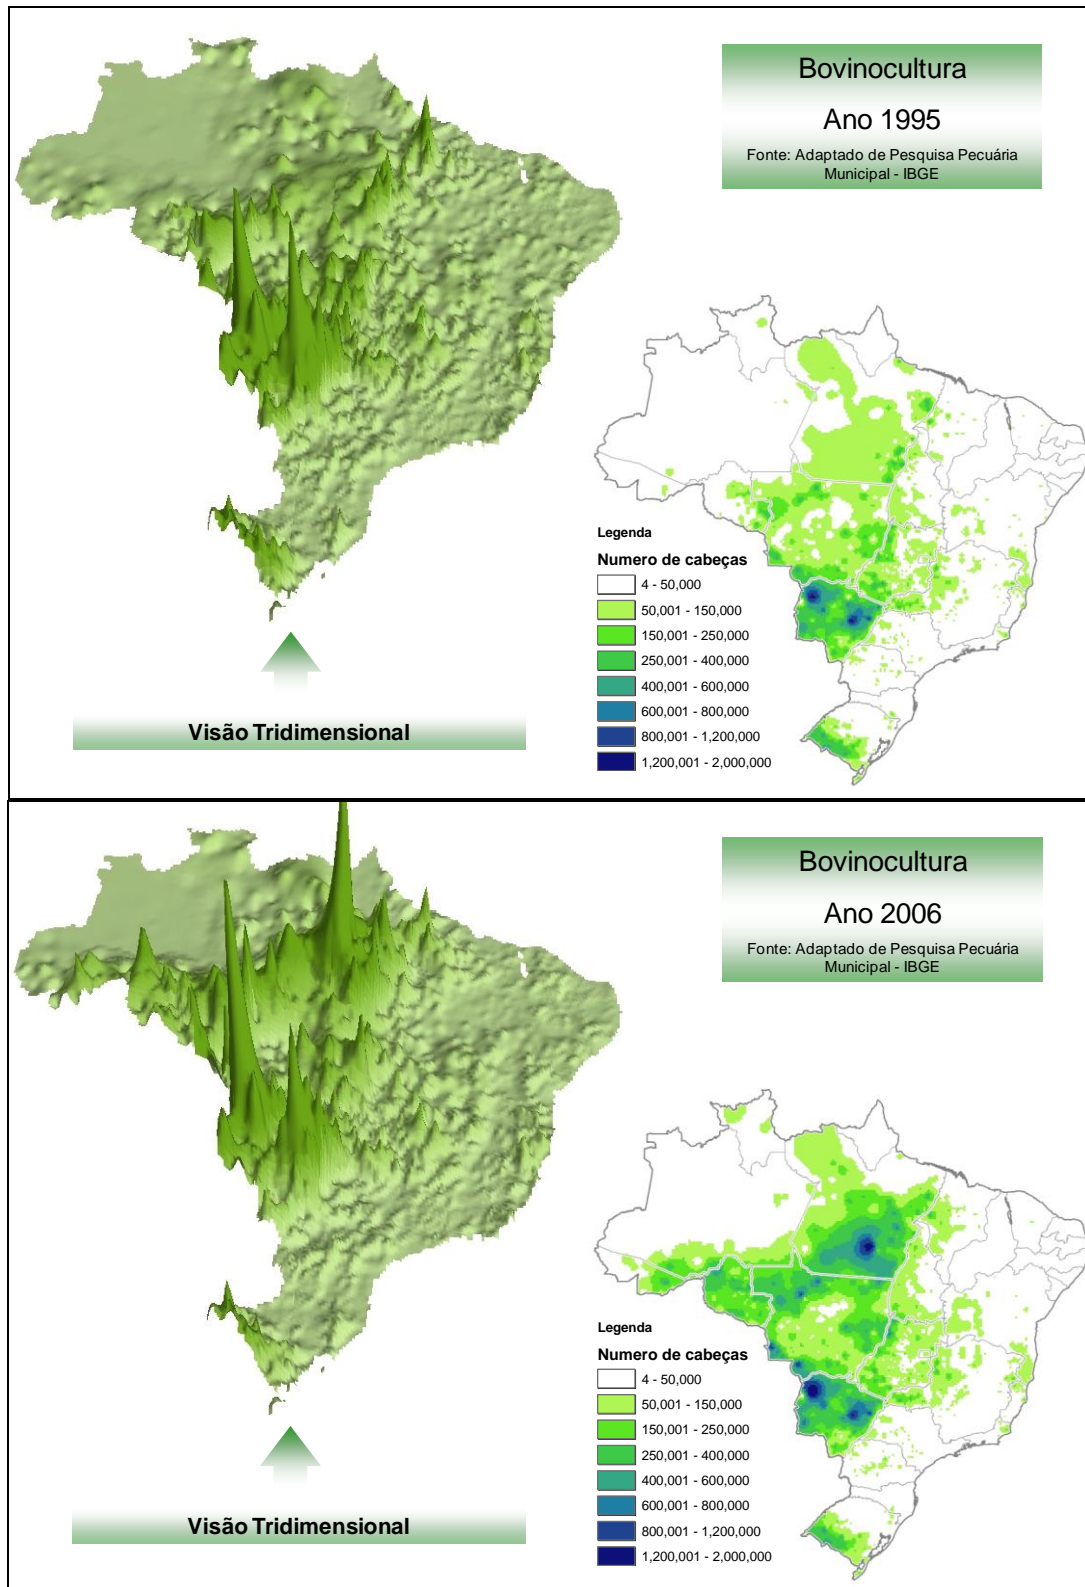 Bovinocultura
Ano 1995
Fonte: Adaptado de Pesquisa Pecuária
Municipal - IBGE
Legenda
Numero de cabeças
4 - 50,000
50,001 - 150,000
150,001 - 250,000
250,001 - 400,000
400,001 - 600,000
600,001 - 800,000
800,001 - 1,200,000
1,200,001 - 2,000,000
Visão Tridimensional
Bovinocultura
Ano 2006
Fonte: Adaptado de Pesquisa Pecuária
Municipal - IBGE
Legenda
Numero de cabeças
4 - 50,000
50,001 - 150,000
150,001 - 250,000
250,001 - 400,000
400,001 - 600,000
600,001 - 800,000
800,001 - 1,200,000
1,200,001 - 2,000,000
Visão Tridimensional